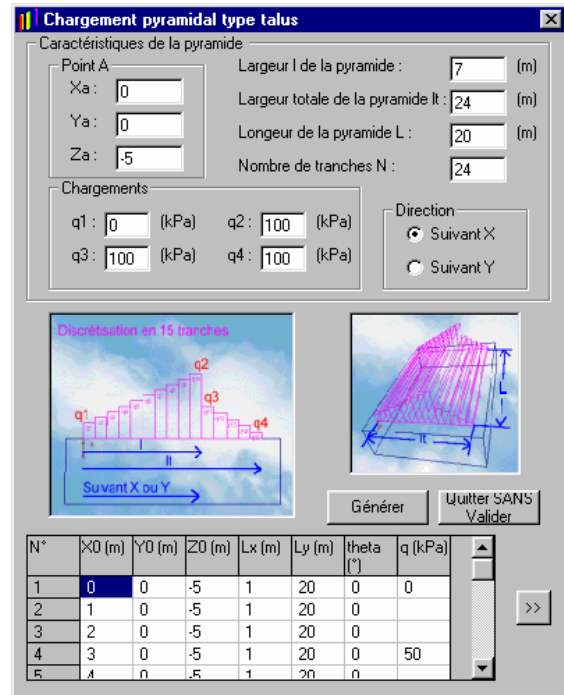 Chargement pyramidal type talus
Caractéristiques de la pyramide
Point A
Xa : 0
Ya : 0
Za : -5
Largeur l de la pyramide : 7 (m)
Largeur totale de la pyramide lt : 24 (m)
Longeur de la pyramide L : 20 (m)
Nombre de tranches N : 24
Chargements
q1 : 0 (kPa) q2 : 100 (kPa)
q3 : 100 (kPa) q4 : 100 (kPa)
Direction
Suivant X
Suivant Y
Discrétisation en 15 tranches
q2
q3
q1
q4
l
lt
Suivant X ou Y
L
lt
Générer
Quitter SANS Valider
N° X0 (m) Y0 (m) Z0 (m) Lx (m) Ly (m) theta (°) q (kPa)
1 0 0 -5 1 20 0 0
2 1 0 -5 1 20 0
3 2 0 -5 1 20 0
4 3 0 -5 1 20 0 50
>>